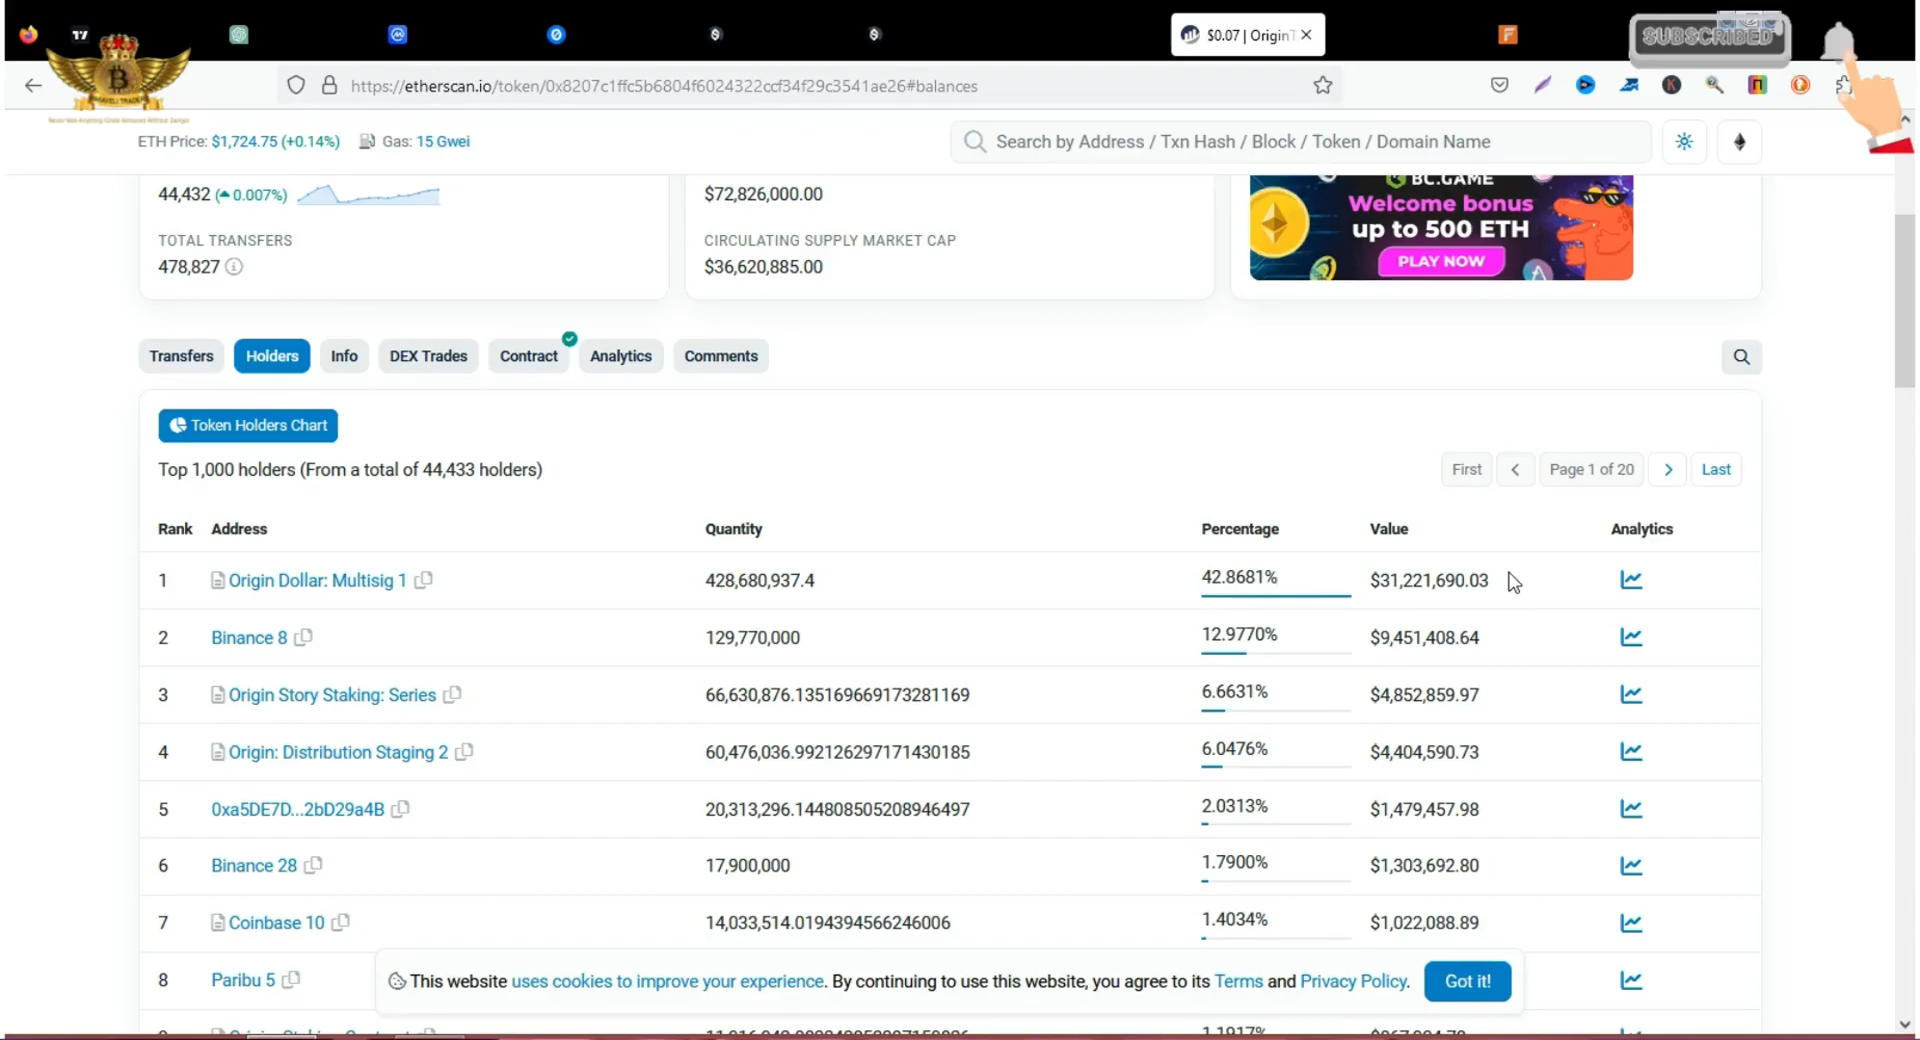 $0.07 | OriginT
SUBSCRIBED
https://etherscan.io/token/0x8207c1ffc5b6804f6024322ccf34f29c3541ae26#balances
ETH Price: $1,724.75 (+0.14%) Gas: 15 Gwei
Search by Address / Txn Hash / Block / Token / Domain Name
44,432 (0.007%)
$72,826,000.00
BC.GAME
Welcome bonus
up to 500 ETH
PLAY NOW
TOTAL TRANSFERS
478,827
CIRCULATING SUPPLY MARKET CAP
$36,620,885.00
Transfers Holders Info DEX Trades Contract Analytics Comments
Token Holders Chart
Top 1,000 holders (From a total of 44,433 holders)
First Page 1 of 20 Last
Rank Address Quantity Percentage Value Analytics
1 Origin Dollar: Multisig 1 428,680,937.4 42.8681% $31,221,690.03
2 Binance 8 129,770,000 12.9770% $9,451,408.64
3 Origin Story Staking: Series 66,630,876.135169669173281169 6.6631% $4,852,859.97
4 Origin: Distribution Staging 2 60,476,036.992126297171430185 6.0476% $4,404,590.73
5 0xa5DE7D...2bD29a4B 20,313,296.144808505208946497 2.0313% $1,479,457.98
6 Binance 28 17,900,000 1.7900% $1,303,692.80
7 Coinbase 10 14,033,514.0194394566246006 1.4034% $1,022,088.89
8 Paribu 5
This website uses cookies to improve your experience. By continuing to use this website, you agree to its Terms and Privacy Policy. Got it!